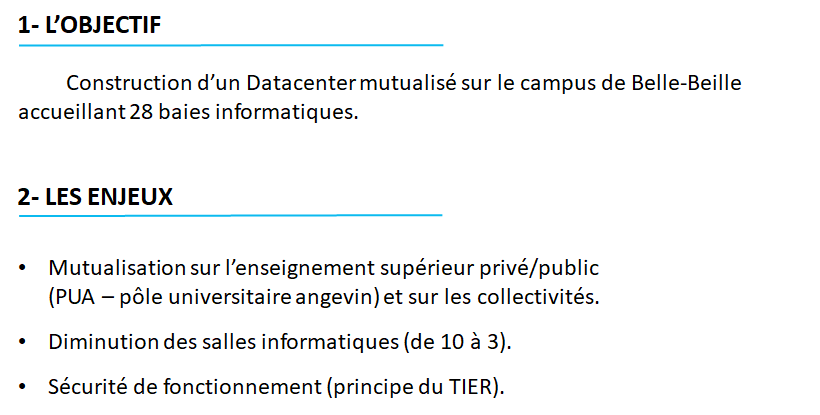 1- L’OBJECTIF
Construction d’un Datacenter mutualisé sur le campus de Belle-Beille
accueillant 28 baies informatiques.
2- LES ENJEUX
• Mutualisation sur l’enseignement supérieur privé/public
(PUA – pôle universitaire angevin) et sur les collectivités.
• Diminution des salles informatiques (de 10 à 3).
• Sécurité de fonctionnement (principe du TIER).